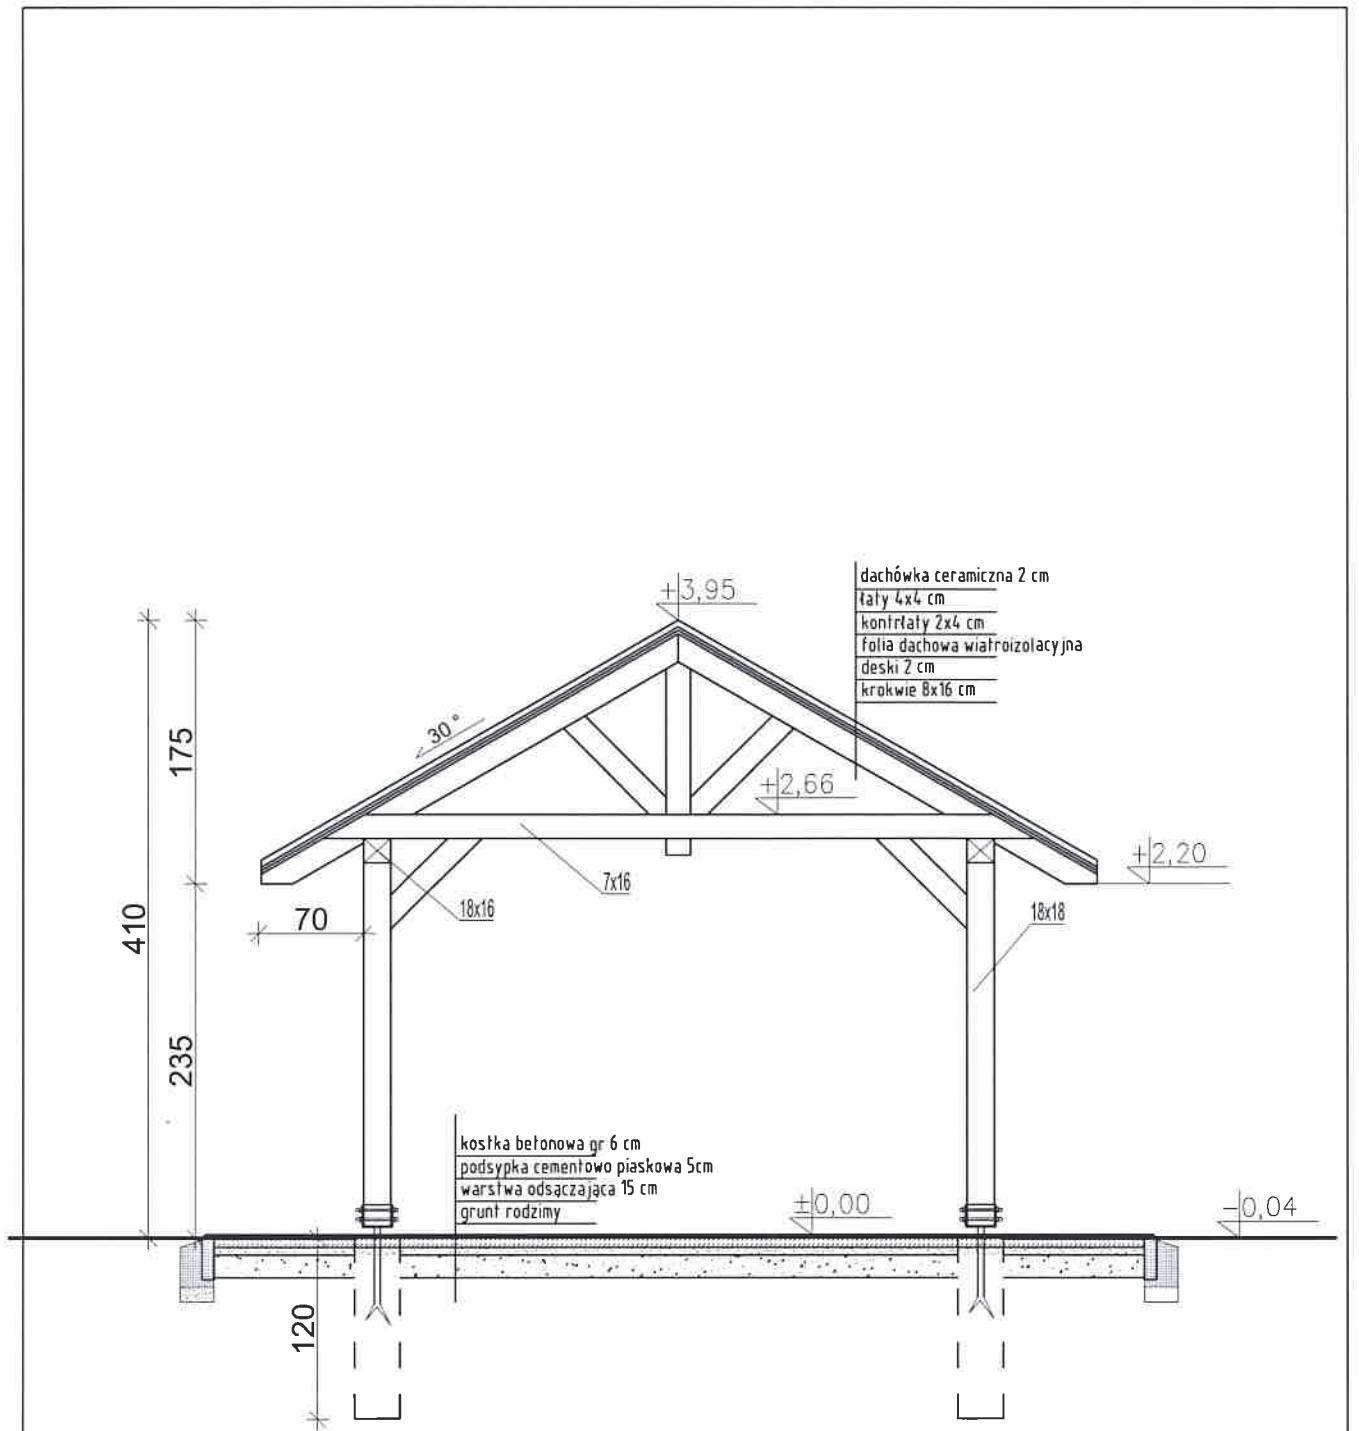 +3,95
dachówka ceramiczna 2 cm
łaty 4x4 cm
kontrłaty 2x4 cm
folia dachowa wiatroizolacyjna
deski 2 cm
krokwie 8x16 cm
30°
175
+2,66
+2,20
7x16
18x16
18x18
70
410
235
kostka betonowa gr 6 cm
podsypka cementowo piaskowa 5cm
warstwa odsączająca 15 cm
grunt rodzimy
±0,00
-0,04
120